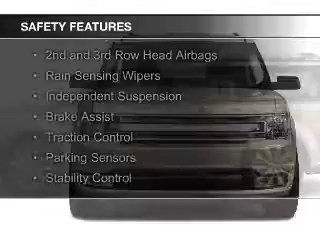 SAFETY FEATURES
• 2nd and 3rd Row Head Airbags
• Rain Sensing Wipers
• Independent Suspension
• Brake Assist
• Traction Control
• Parking Sensors
• Stability Control